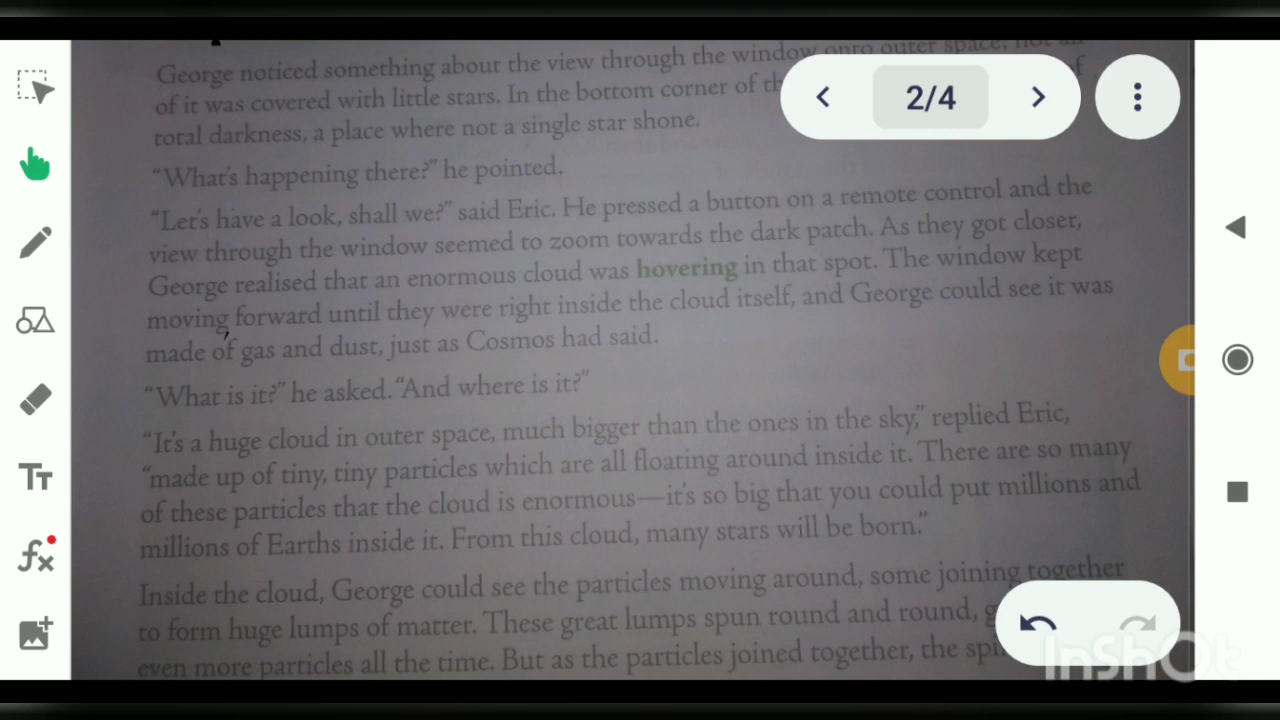 George noticed something about the view through the window onto outer space: not all
of it was covered with little stars. In the bottom corner of
total darkness, a place where not a single star shone.
2/4
"What's happening there?" he pointed.
"Let's have a look, shall we?" said Eric. He pressed a button on a remote control and the
view through the window seemed to zoom towards the dark patch. As they got closer,
George realised that an enormous cloud was hovering in that spot. The window kept
moving forward until they were right inside the cloud itself, and George could see it was
made of gas and dust, just as Cosmos had said.
"What is it?" he asked. "And where is it?"
"It's a huge cloud in outer space, much bigger than the ones in the sky," replied Eric,
"made up of tiny, tiny particles which are all floating around inside it. There are so many
of these particles that the cloud is enormous—it's so big that you could put millions and
millions of Earths inside it. From this cloud, many stars will be born."
Inside the cloud, George could see the particles moving around, some joining together
to form huge lumps of matter. These great lumps spun round and round,
even more particles all the time. But as the particles joined together, the
Tт
fx
InShOt